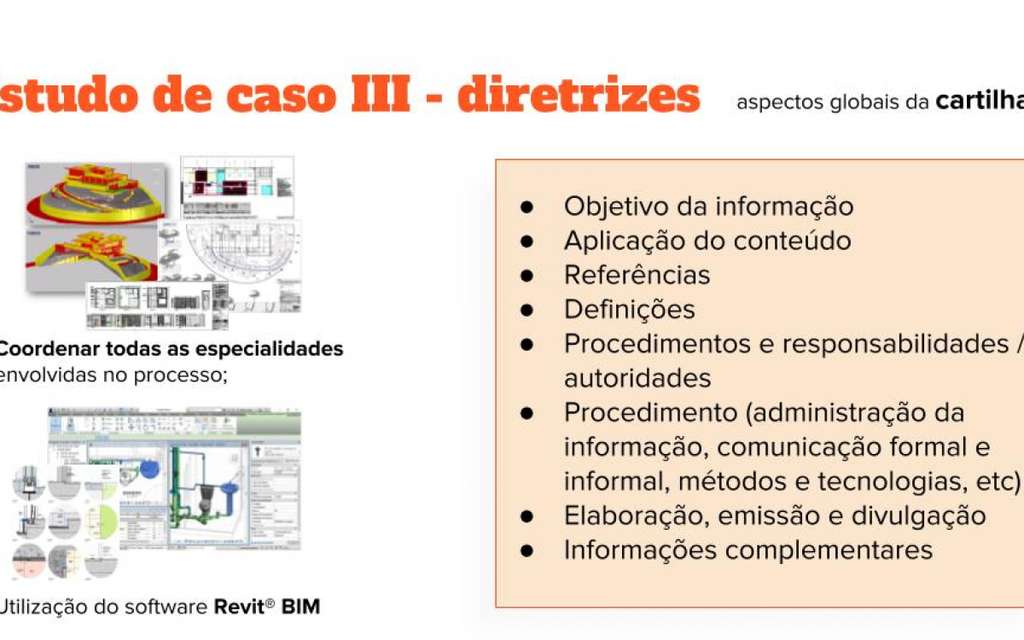 studo de caso III - diretrizes
aspectos globais da cartilha
Coordenar todas as especialidades
envolvidas no processo;
Utilização do software Revit® BIM
● Objetivo da informação
● Aplicação do conteúdo
● Referências
● Definições
● Procedimentos e responsabilidades /
autoridades
● Procedimento (administração da
informação, comunicação formal e
informal, métodos e tecnologias, etc)
● Elaboração, emissão e divulgação
● Informações complementares